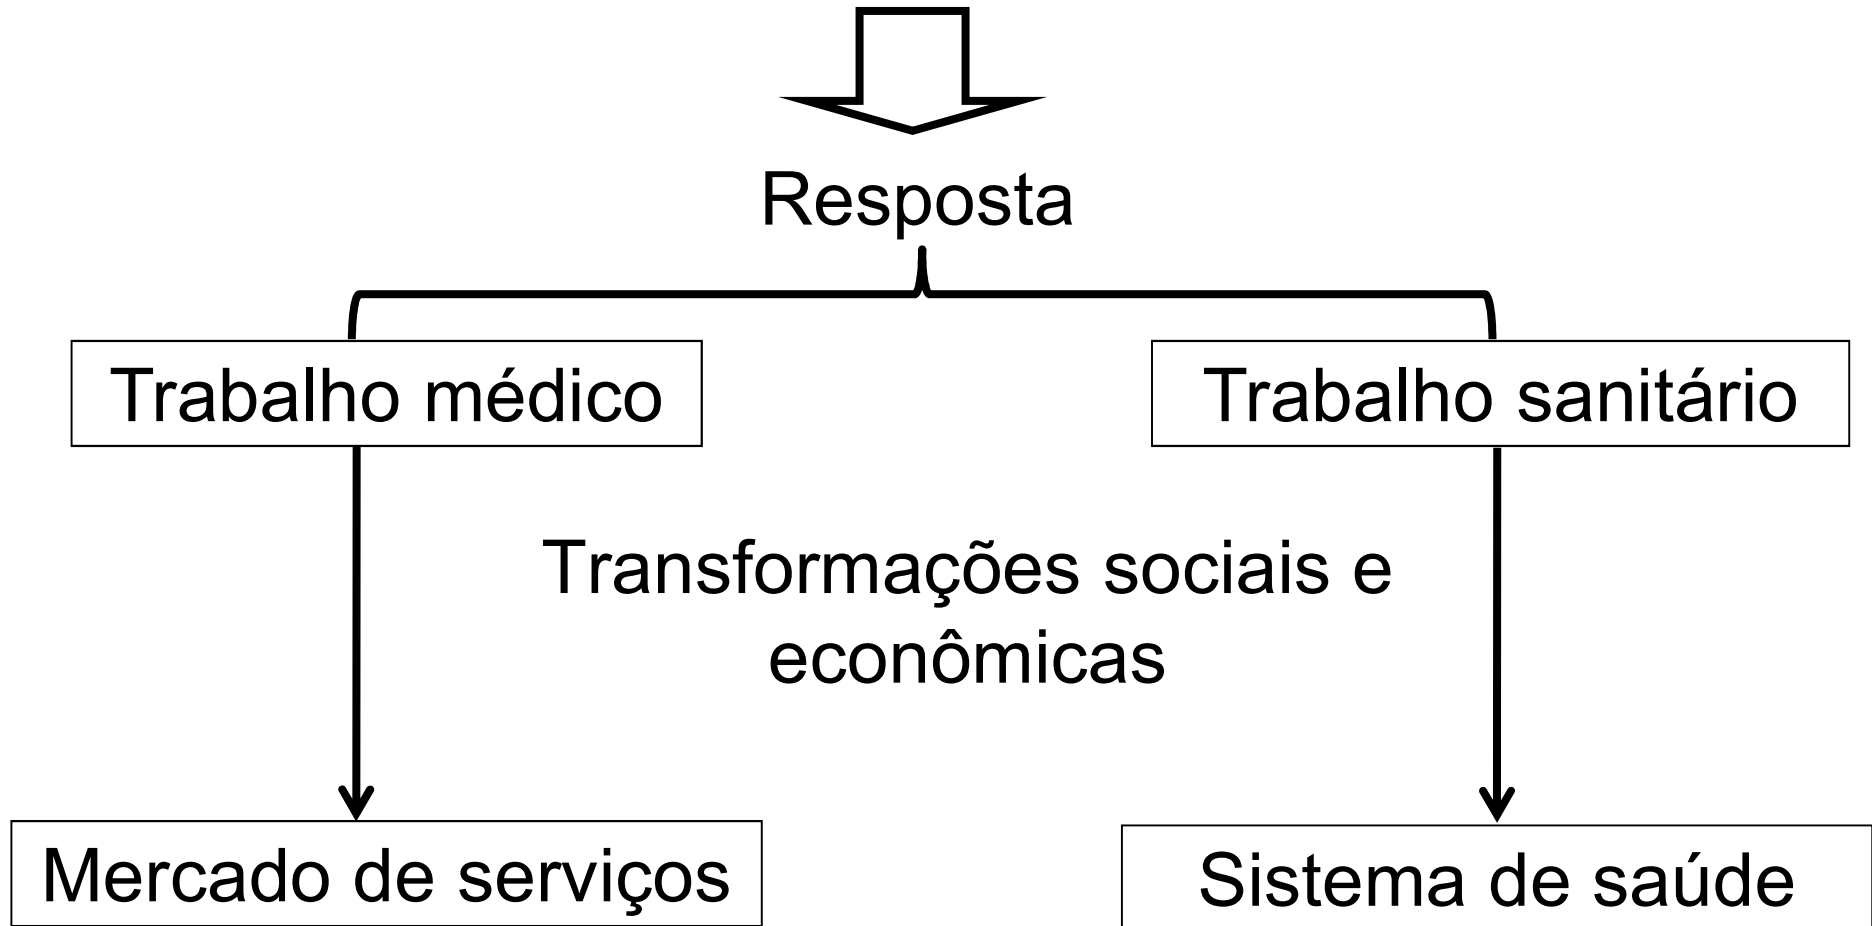 Resposta
Trabalho médico
Trabalho sanitário
Transformações sociais e
econômicas
Mercado de serviços
Sistema de saúde